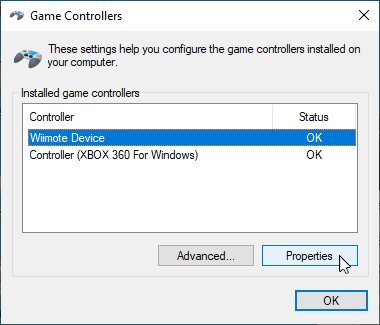 Game Controllers
These settings help you configure the game controllers installed on
your computer.
Installed game controllers
Controller Status
Wiimote Device OK
Controller (XBOX 360 For Windows) OK
Advanced... Properties
OK